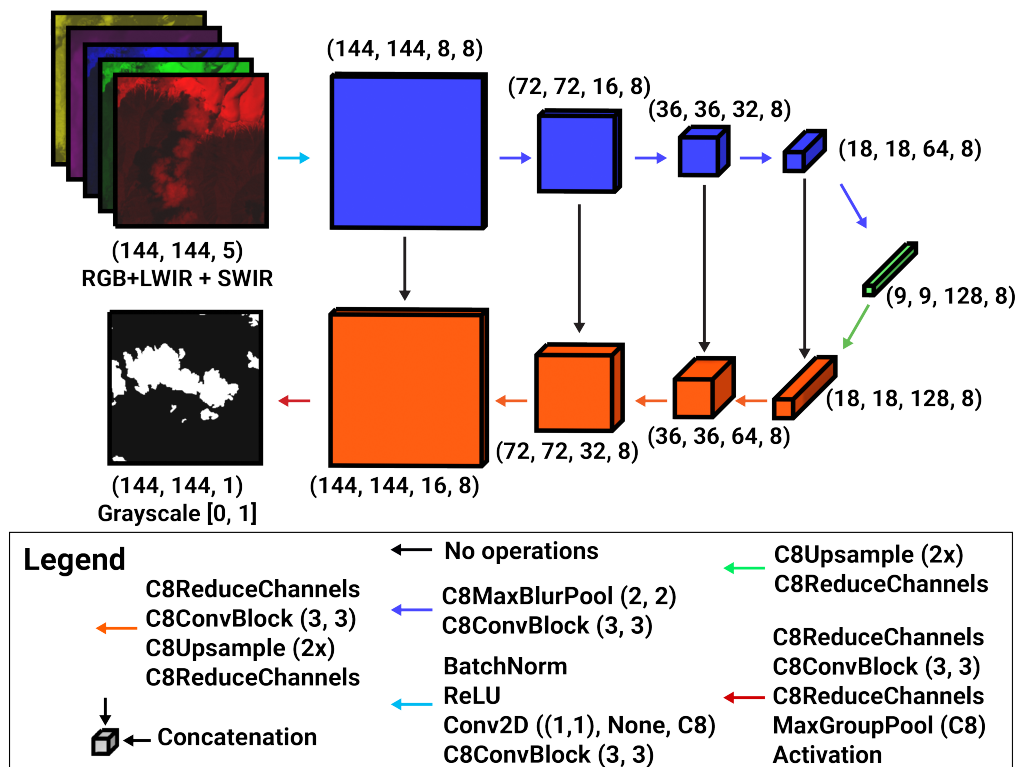 (144, 144, 8, 8)
(72, 72, 16, 8)
(36, 36, 32, 8)
(18, 18, 64, 8)
(144, 144, 5)
RGB+LWIR + SWIR
(9, 9, 128, 8)
(18, 18, 128, 8)
(36, 36, 64, 8)
(72, 72, 32, 8)
(144, 144, 16, 8)
(144, 144, 1)
Grayscale [0, 1]
Legend
C8ReduceChannels
C8ConvBlock (3, 3)
C8Upsample (2x)
C8ReduceChannels
Concatenation
No operations
C8MaxBlurPool (2, 2)
C8ConvBlock (3, 3)
BatchNorm
ReLU
Conv2D ((1,1), None, C8)
C8ConvBlock (3, 3)
C8Upsample (2x)
C8ReduceChannels
C8ReduceChannels
C8ConvBlock (3, 3)
C8ReduceChannels
MaxGroupPool (C8)
Activation